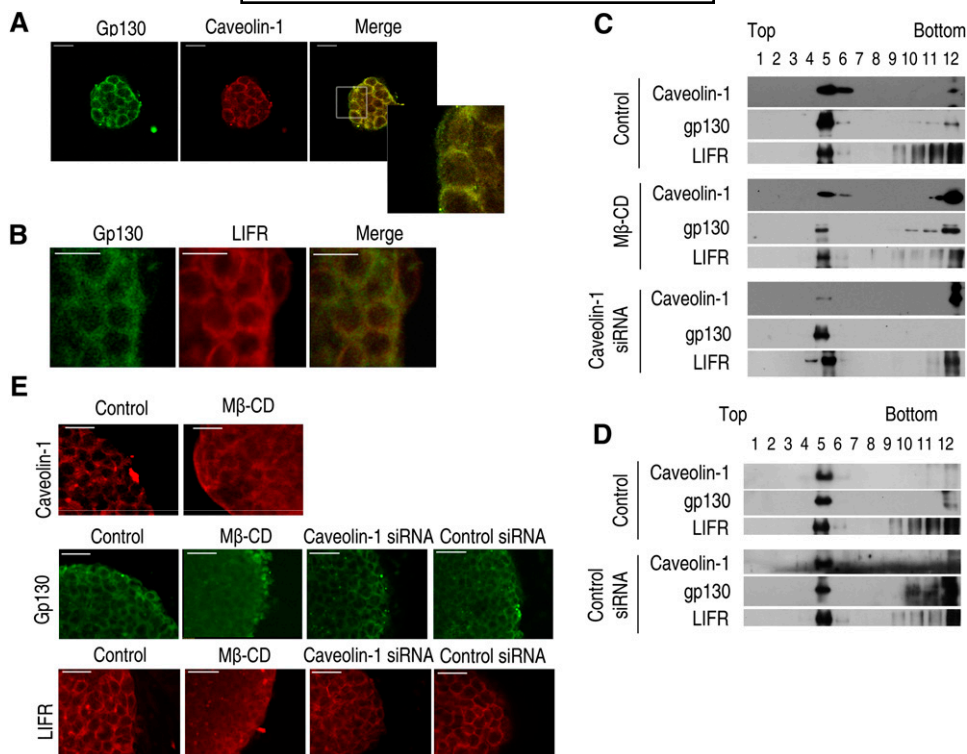 A
Gp130 Caveolin-1 Merge
B
Gp130 LIFR Merge
C
Top Bottom
1 2 3 4 5 6 7 8 9 10 11 12
Control
Caveolin-1
gp130
LIFR
Mβ-CD
Caveolin-1
gp130
LIFR
Caveolin-1
siRNA
Caveolin-1
gp130
LIFR
D
Top Bottom
1 2 3 4 5 6 7 8 9 10 11 12
Control
Caveolin-1
gp130
LIFR
Control
siRNA
Caveolin-1
gp130
LIFR
E
Control Mβ-CD
Caveolin-1
Control Mβ-CD Caveolin-1 siRNA Control siRNA
Gp130
Control Mβ-CD Caveolin-1 siRNA Control siRNA
LIFR